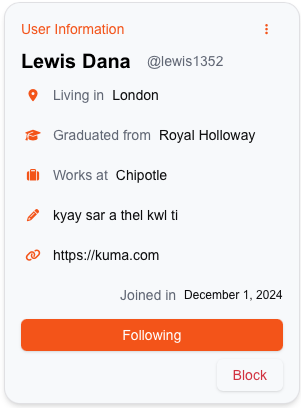 User Information
Lewis Dana @lewis1352
Living in London
Graduated from Royal Holloway
Works at Chipotle
kyay sar a thel kwl ti
https://kuma.com
Joined in December 1, 2024
Following
Block